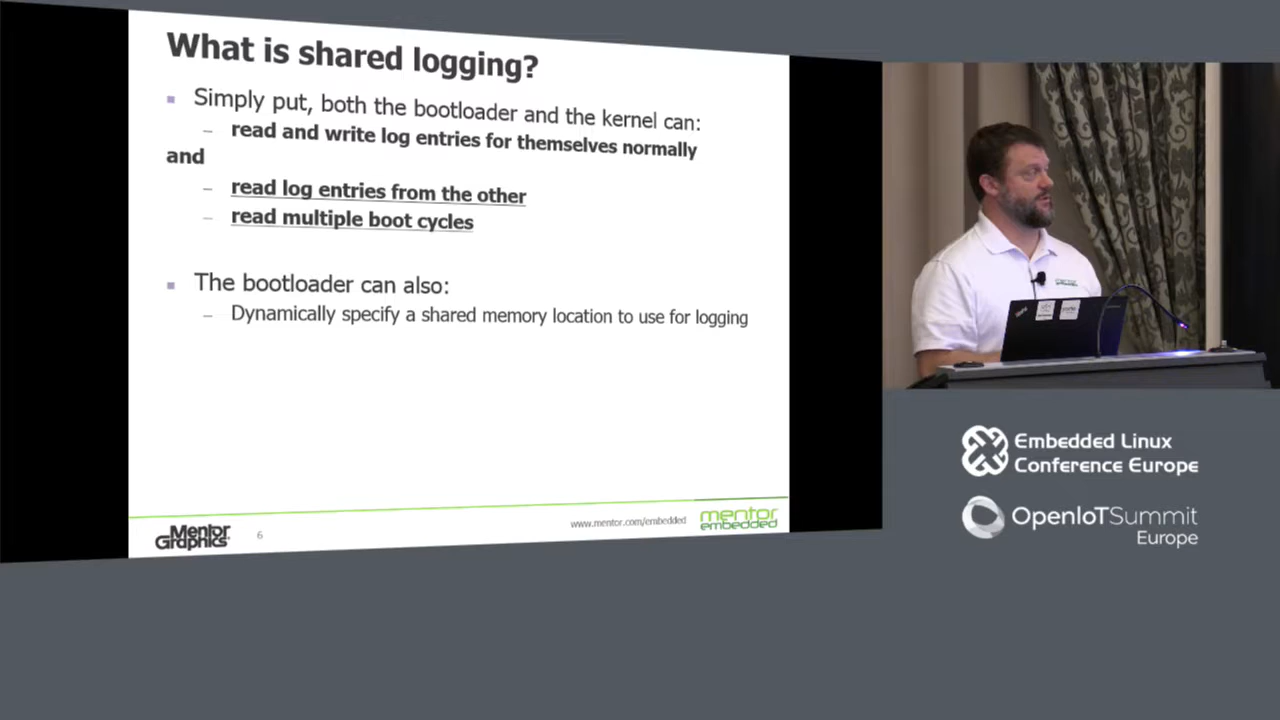 What is shared logging?
Simply put, both the bootloader and the kernel can:
– read and write log entries for themselves normally
and
– read log entries from the other
– read multiple boot cycles
The bootloader can also:
– Dynamically specify a shared memory location to use for logging
Mentor
Graphics
6
www.mentor.com/embedded
mentor
embedded
Embedded Linux
Conference Europe
OpenIoTSummit
Europe